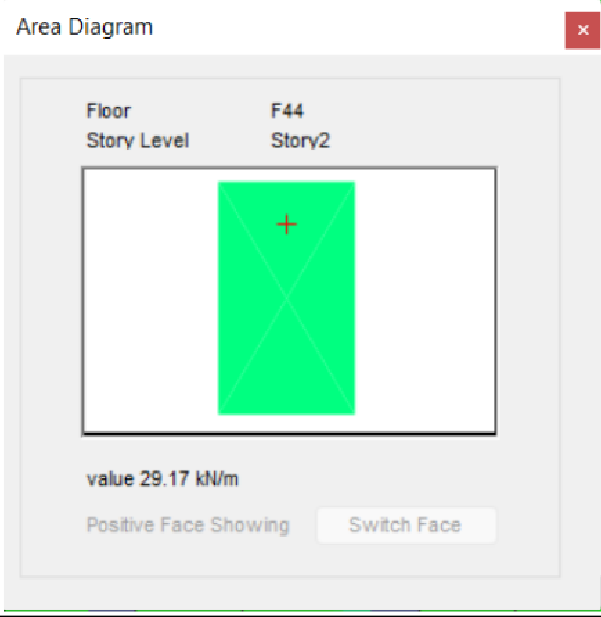 Area Diagram
×
Floor F44
Story Level Story2
value 29.17 kN/m
Positive Face Showing Switch Face